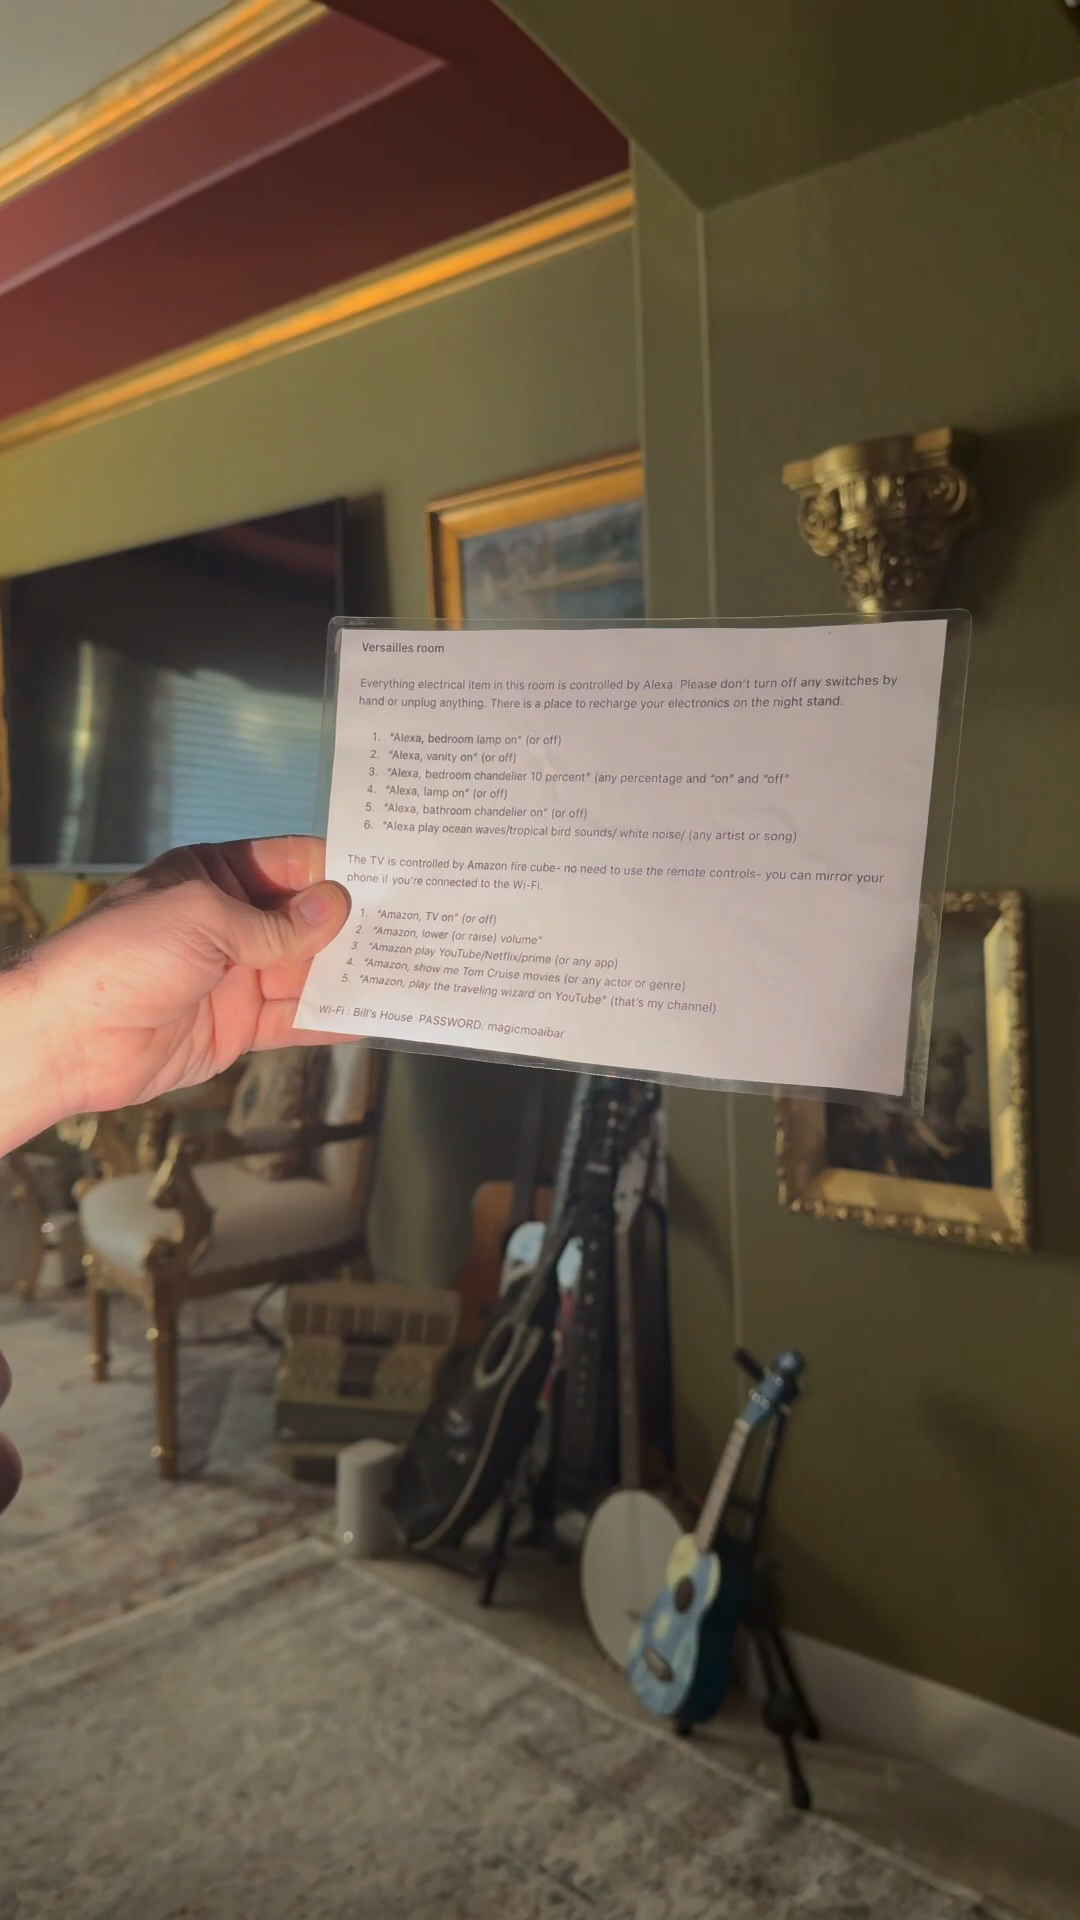 Versailles room
Everything electrical item in this room is controlled by Alexa. Please don't turn off any switches by
hand or unplug anything. There is a place to recharge your electronics on the night stand.
1. "Alexa, bedroom lamp on" (or off)
2. "Alexa, vanity on" (or off)
3. "Alexa, bedroom chandelier 10 percent" (any percentage and "on" and "off"
4. "Alexa, lamp on" (or off)
5. "Alexa, bathroom chandelier on" (or off)
6. "Alexa play ocean waves/tropical bird sounds/ white noise/ (any artist or song)
The TV is controlled by Amazon fire cube- no need to use the remote controls- you can mirror your
phone if you're connected to the Wi-Fi.
1. "Amazon, TV on" (or off)
2. "Amazon, lower (or raise) volume"
3. "Amazon play YouTube/Netflix/prime (or any app)
4. "Amazon, show me Tom Cruise movies (or any actor or genre)
5. "Amazon, play the traveling wizard on YouTube" (that's my channel)
Wi-Fi : Bill's House PASSWORD: magicmoaibar